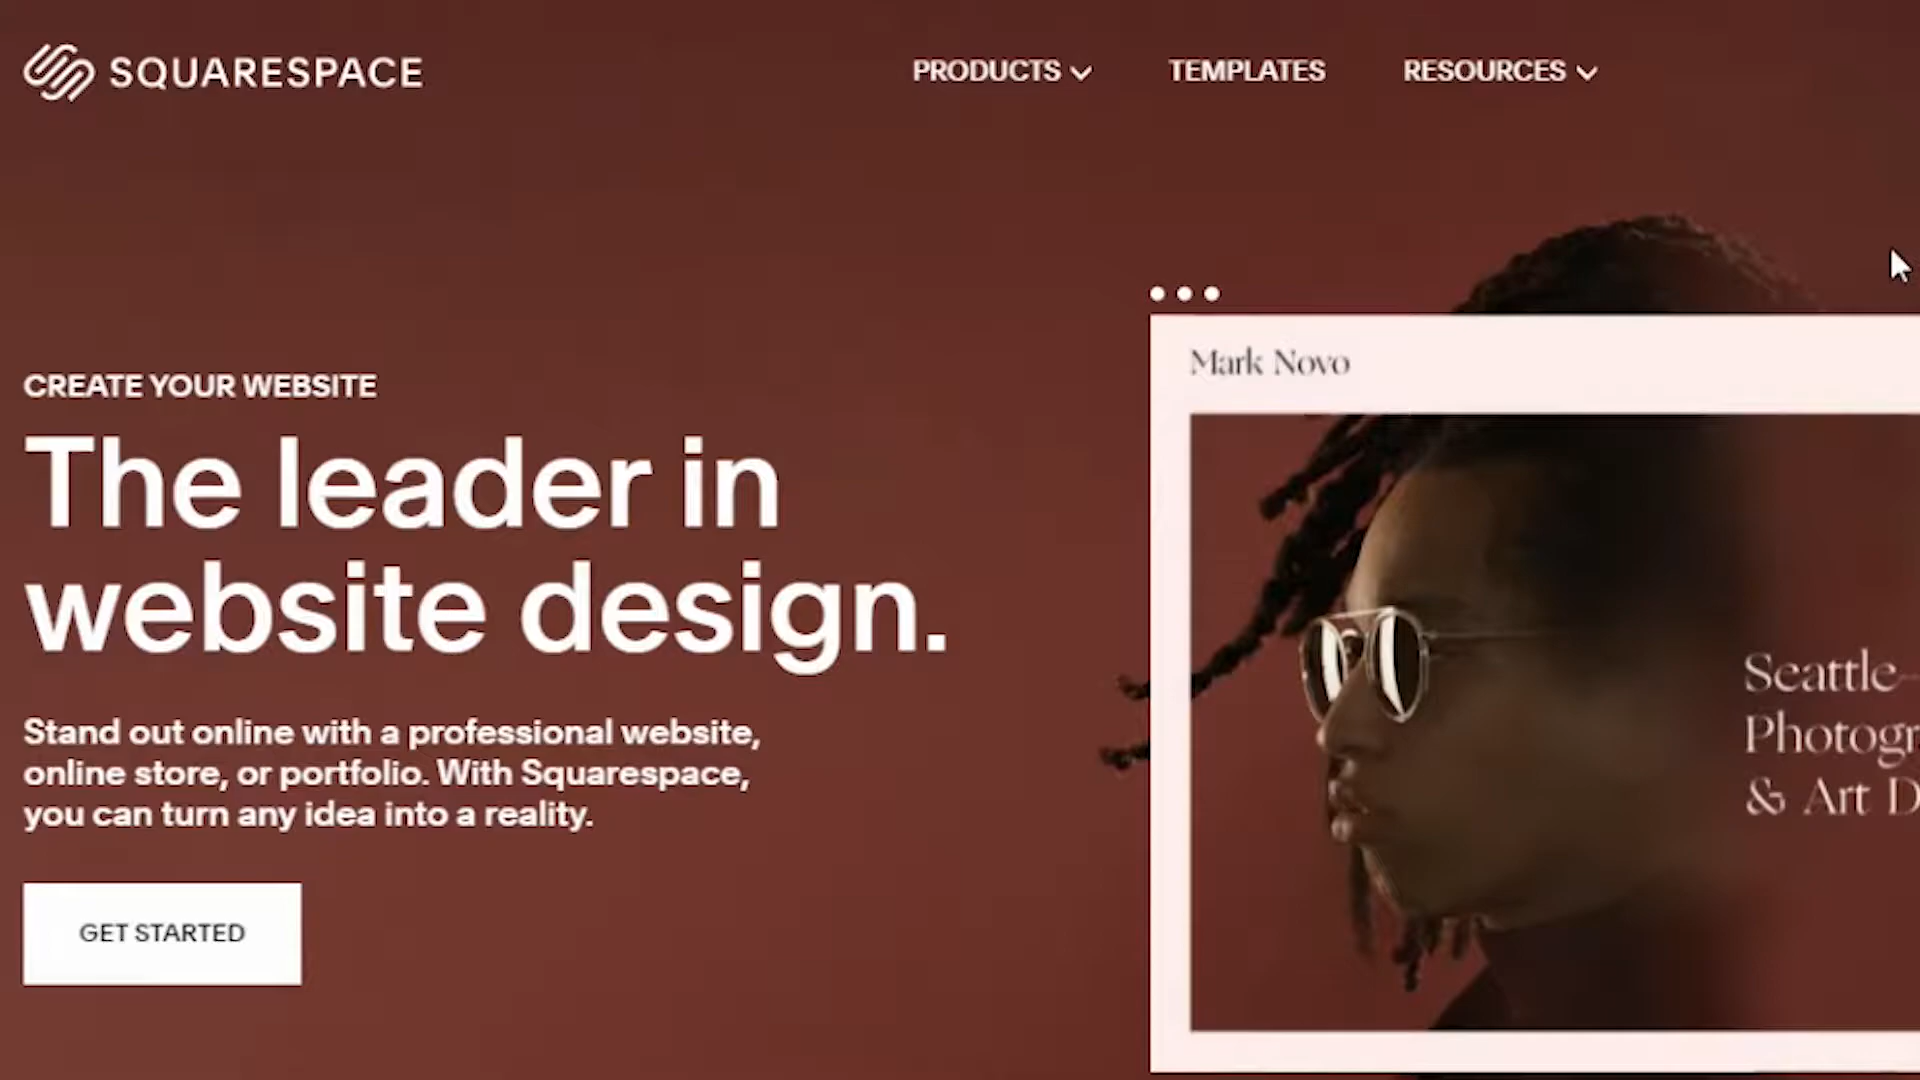 SQUARESPACE
PRODUCTS
TEMPLATES
RESOURCES
CREATE YOUR WEBSITE
The leader in
website design.
Stand out online with a professional website,
online store, or portfolio. With Squarespace,
you can turn any idea into a reality.
GET STARTED
Mark Novo
Seattle-
& Art